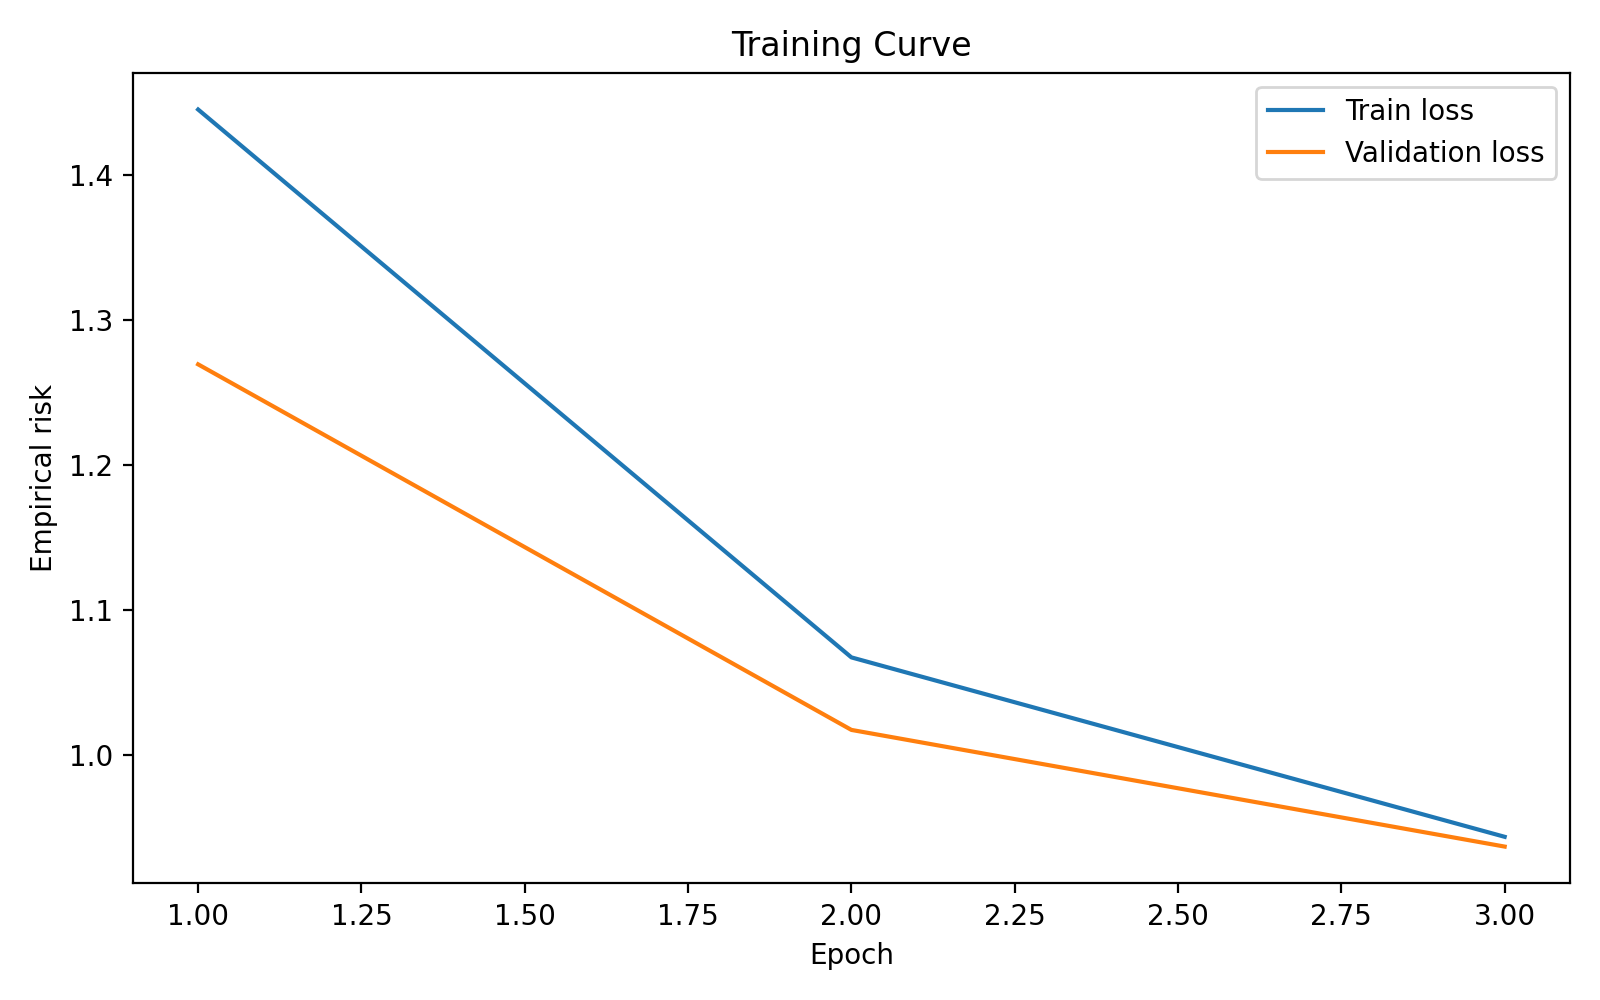 Training Curve
Train loss
Validation loss
Empirical risk
1.4
1.3
1.2
1.1
1.0
1.00 1.25 1.50 1.75 2.00 2.25 2.50 2.75 3.00
Epoch